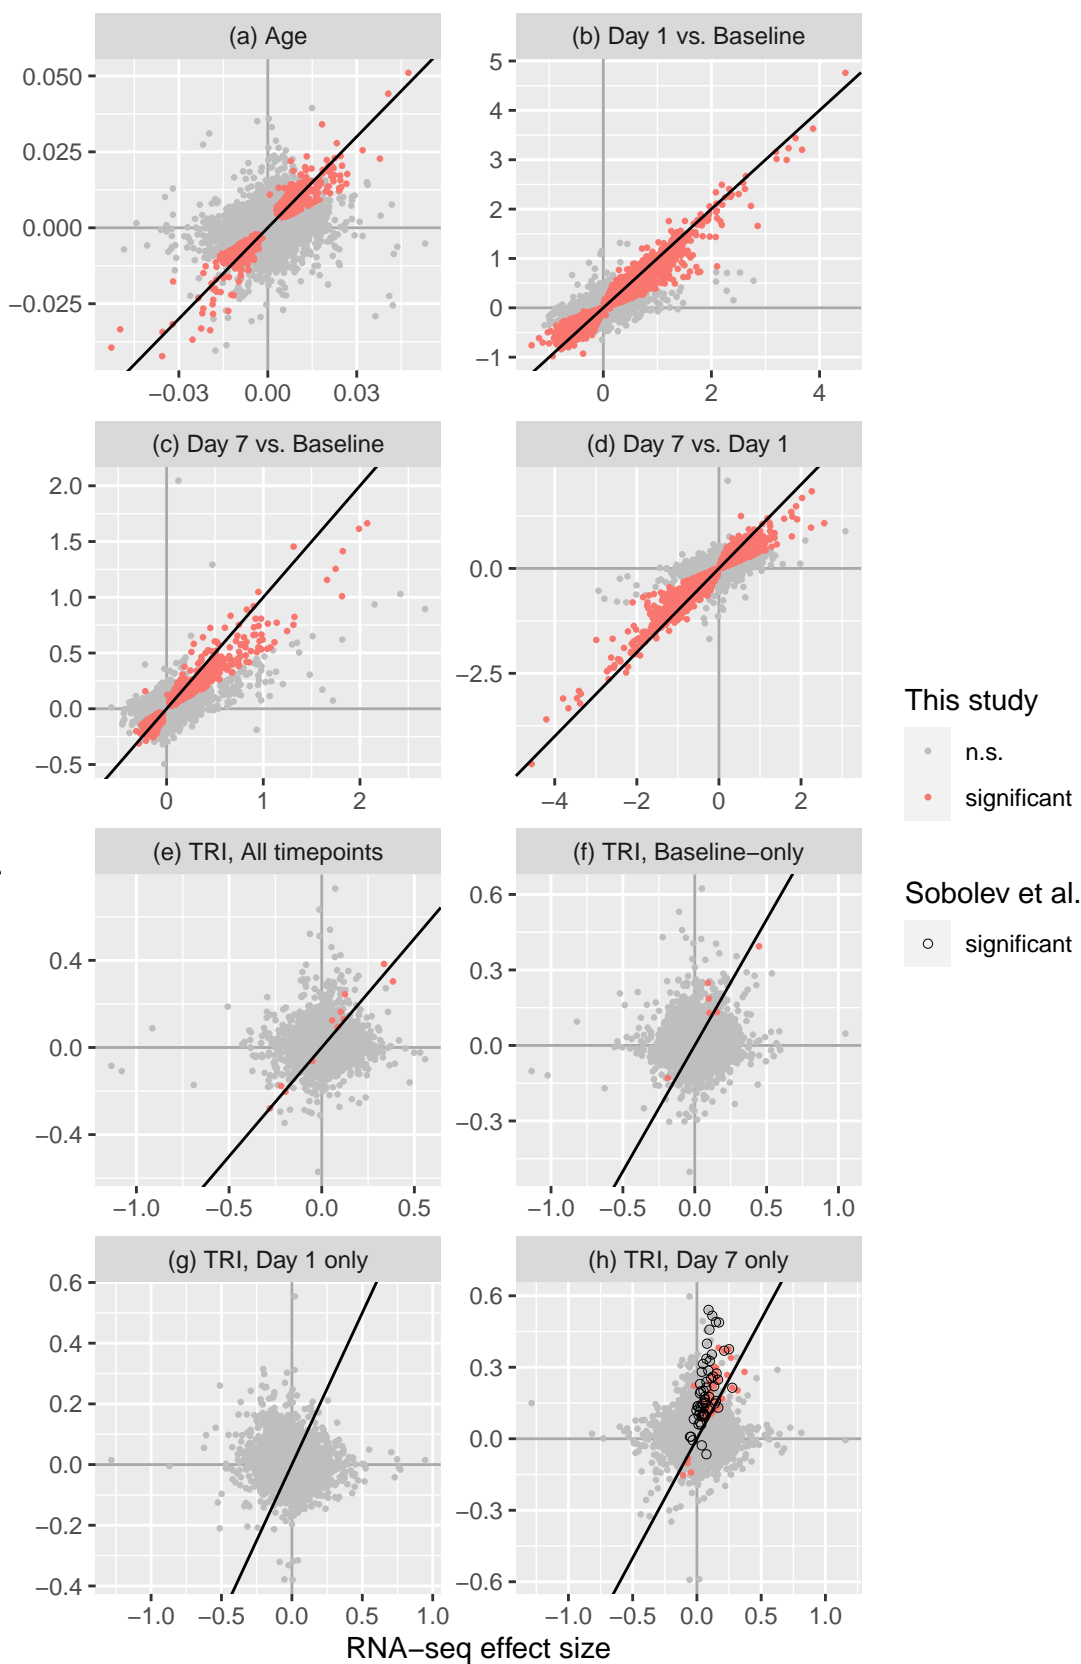 (a) Age
(b) Day 1 vs. Baseline
0.050
0.025
0.000
−0.025
−0.03 0.00 0.03
5
4
3
2
1
0
−1
0 2 4
(c) Day 7 vs. Baseline
(d) Day 7 vs. Day 1
2.0
1.5
1.0
0.5
0.0
−0.5
0 1 2
0.0
−2.5
−4 −2 0 2
This study
n.s.
significant
Sobolev et al.
significant
(e) TRI, All timepoints
(f) TRI, Baseline−only
0.4
0.0
−0.4
−1.0 −0.5 0.0 0.5
0.6
0.3
0.0
−0.3
−1.0 −0.5 0.0 0.5 1.0
(g) TRI, Day 1 only
(h) TRI, Day 7 only
0.6
0.4
0.2
0.0
−0.2
−0.4
−1.0 −0.5 0.0 0.5 1.0
0.6
0.3
0.0
−0.3
−0.6
−1.0 −0.5 0.0 0.5 1.0
RNA−seq effect size